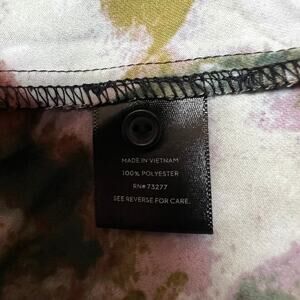 MADE IN VIETNAM
100% POLYESTER
RN# 73277
SEE REVERSE FOR CARE.